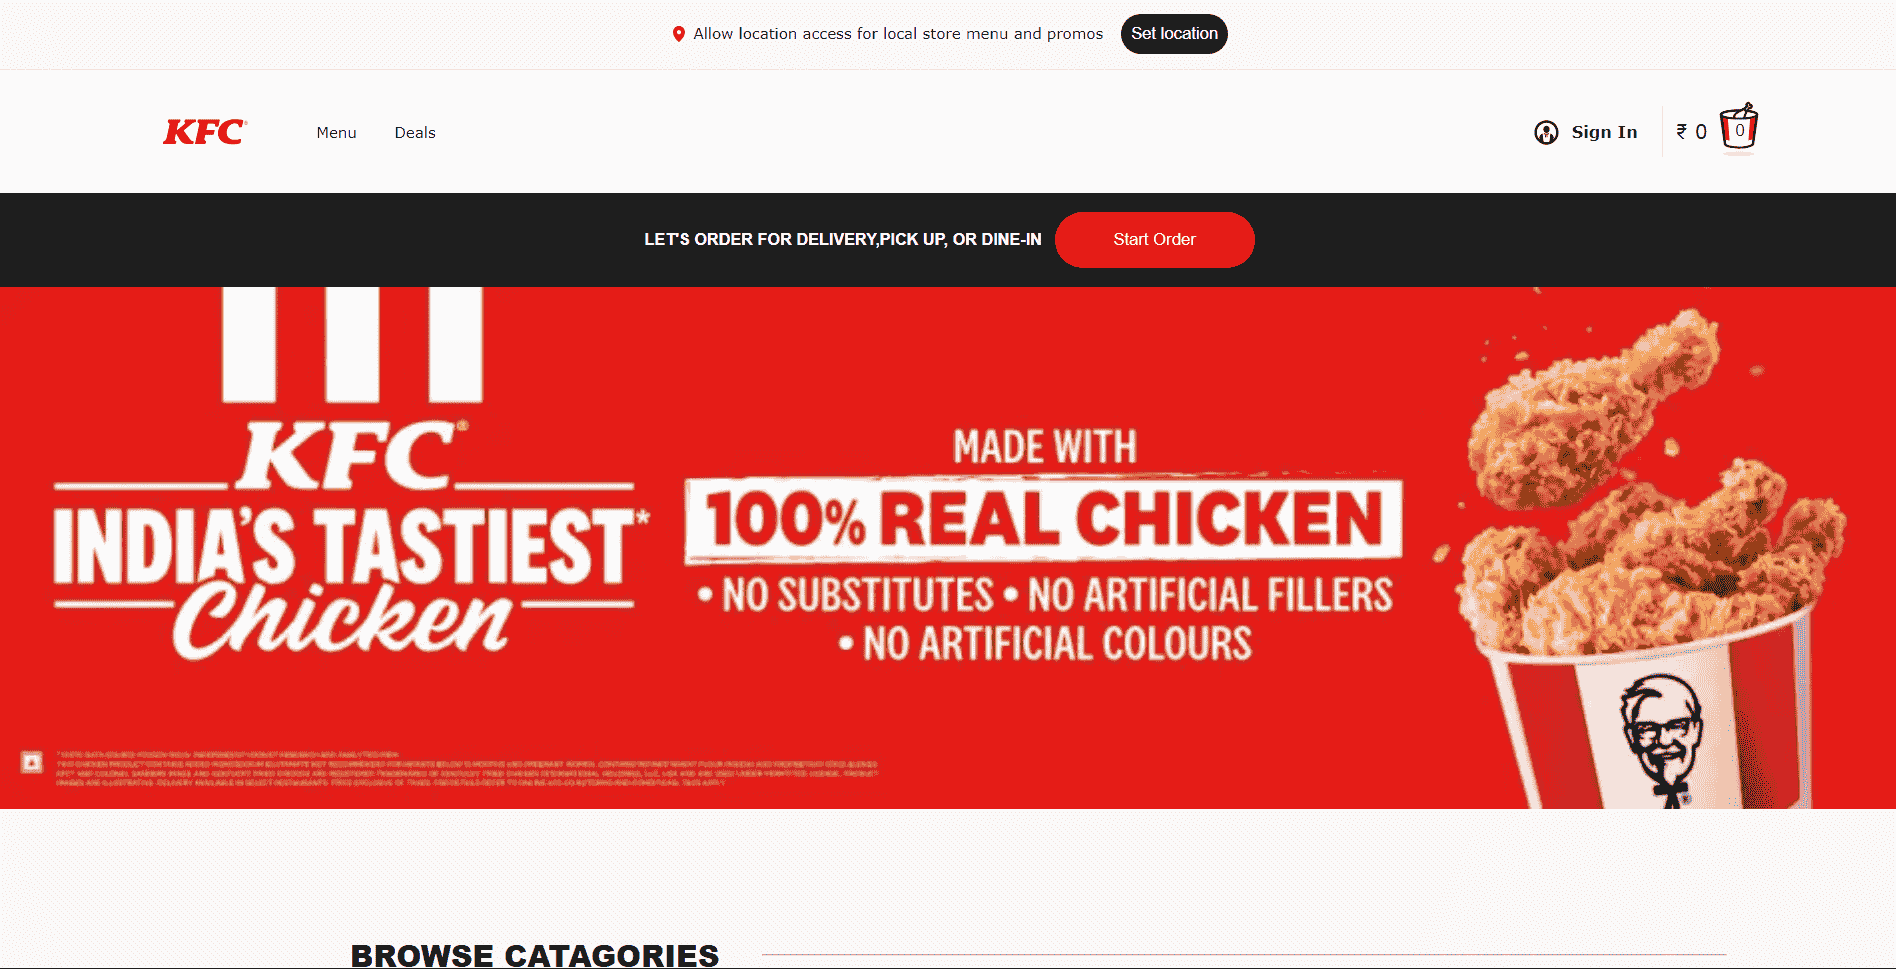 Allow location access for local store menu and promos Set location
KFC Menu Deals Sign In ₹ 0 0
LET'S ORDER FOR DELIVERY,PICK UP, OR DINE-IN Start Order
KFC®
INDIA'S TASTIEST*
Chicken
MADE WITH
100% REAL CHICKEN
• NO SUBSTITUTES • NO ARTIFICIAL FILLERS
• NO ARTIFICIAL COLOURS
BROWSE CATAGORIES